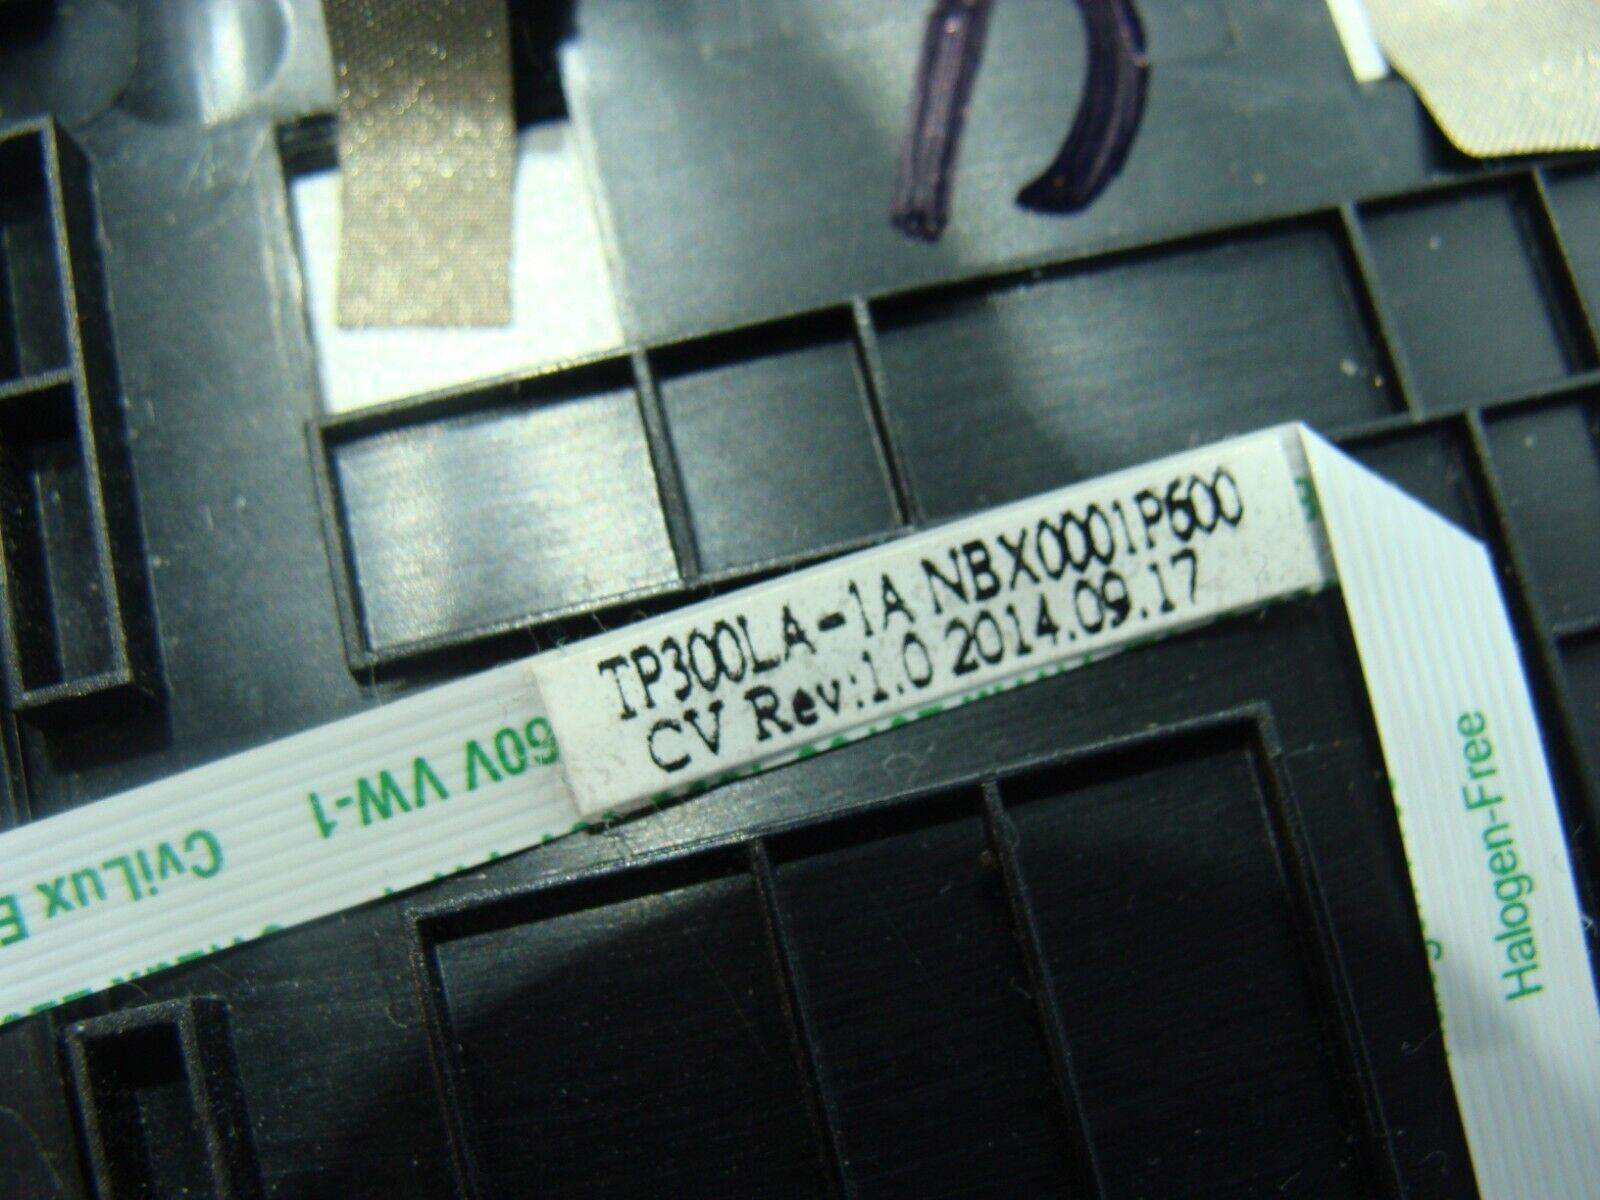 TP300LA-1A NBX0001P600
CV Rev:1.0 2014.09.17
60V VW-1
CviLux E
Halogen-Free